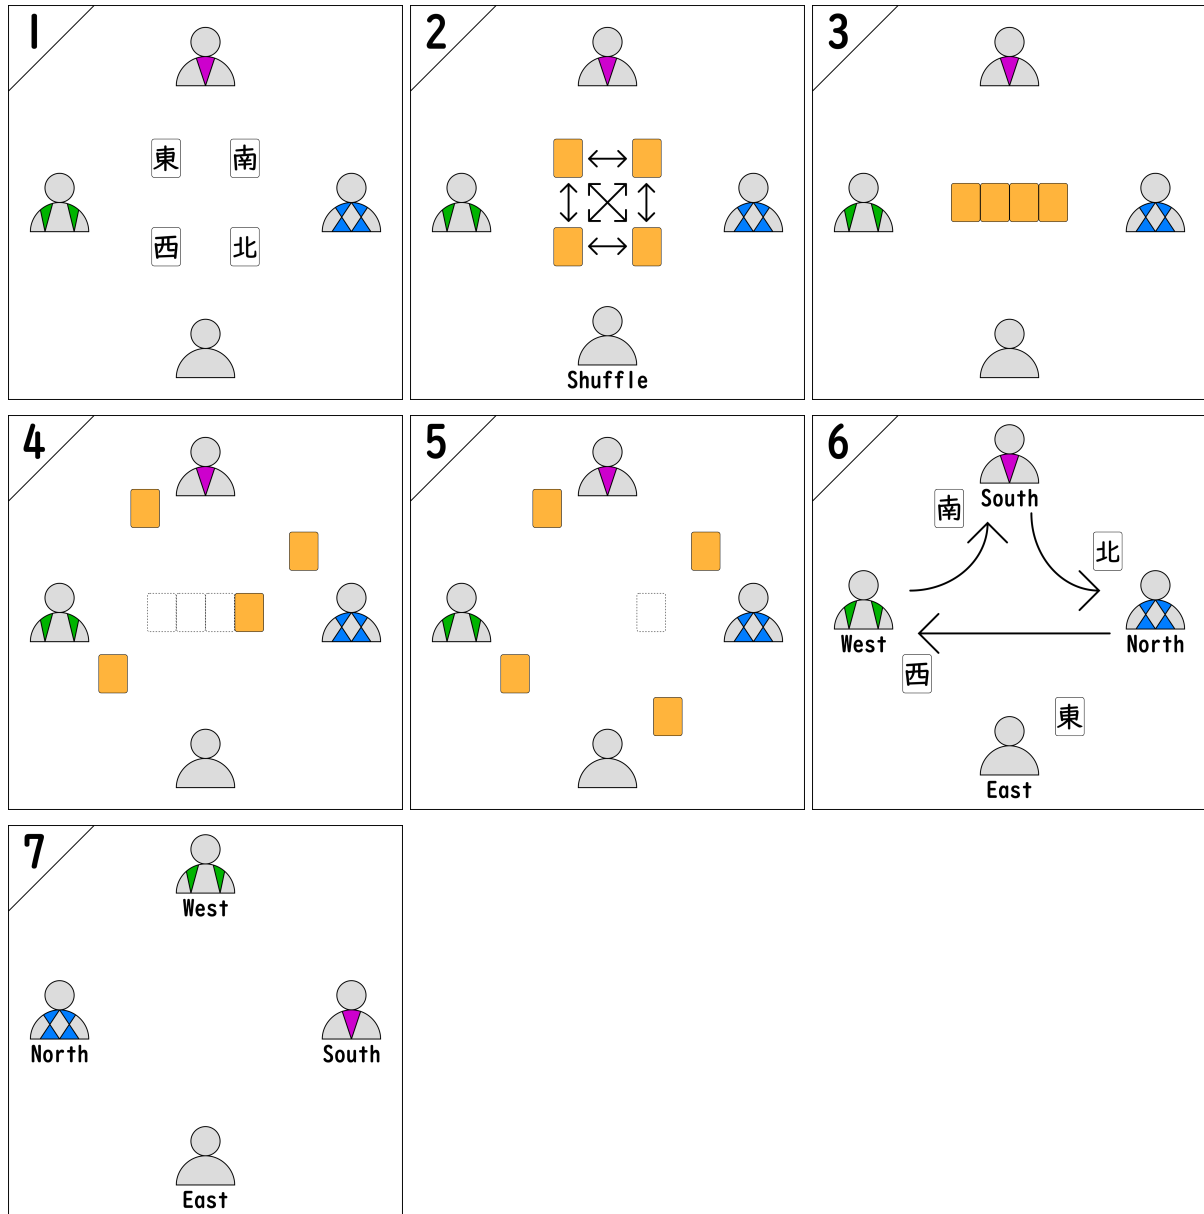 1
東 南
西 北
2
Shuffle
3
4
5
6
South
南
北
West
North
西
東
East
7
West
North South
East